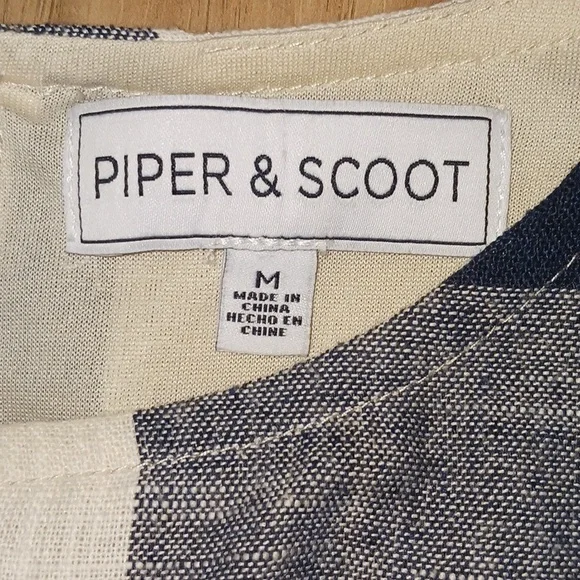 PIPER & SCOOT
M
MADE IN
CHINA
HECHO EN
CHINE